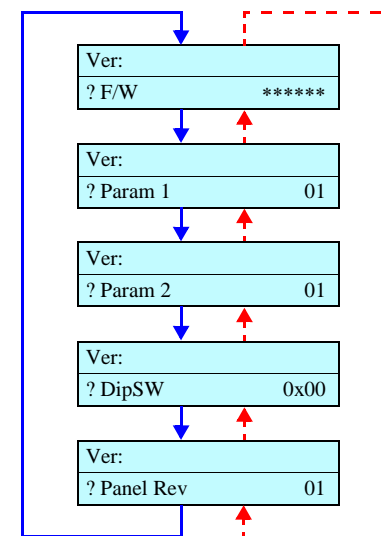 Ver:
? F/W ******
Ver:
? Param 1 01
Ver:
? Param 2 01
Ver:
? DipSW 0x00
Ver:
? Panel Rev 01